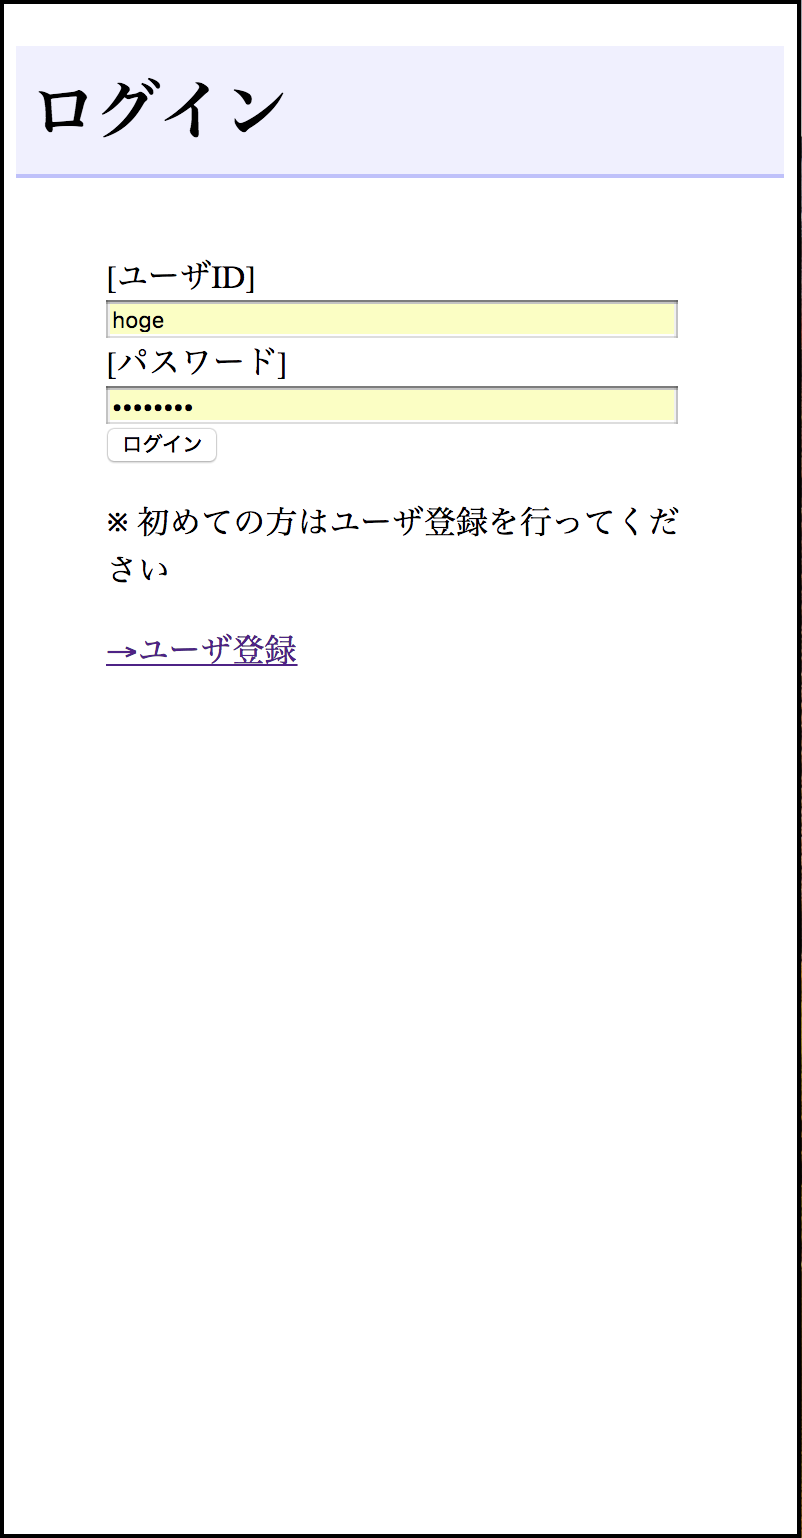 ログイン
[ユーザID]
hoge
[パスワード]
••••••••
ログイン
※ 初めての方はユーザ登録を行ってくだ
さい
→ユーザ登録